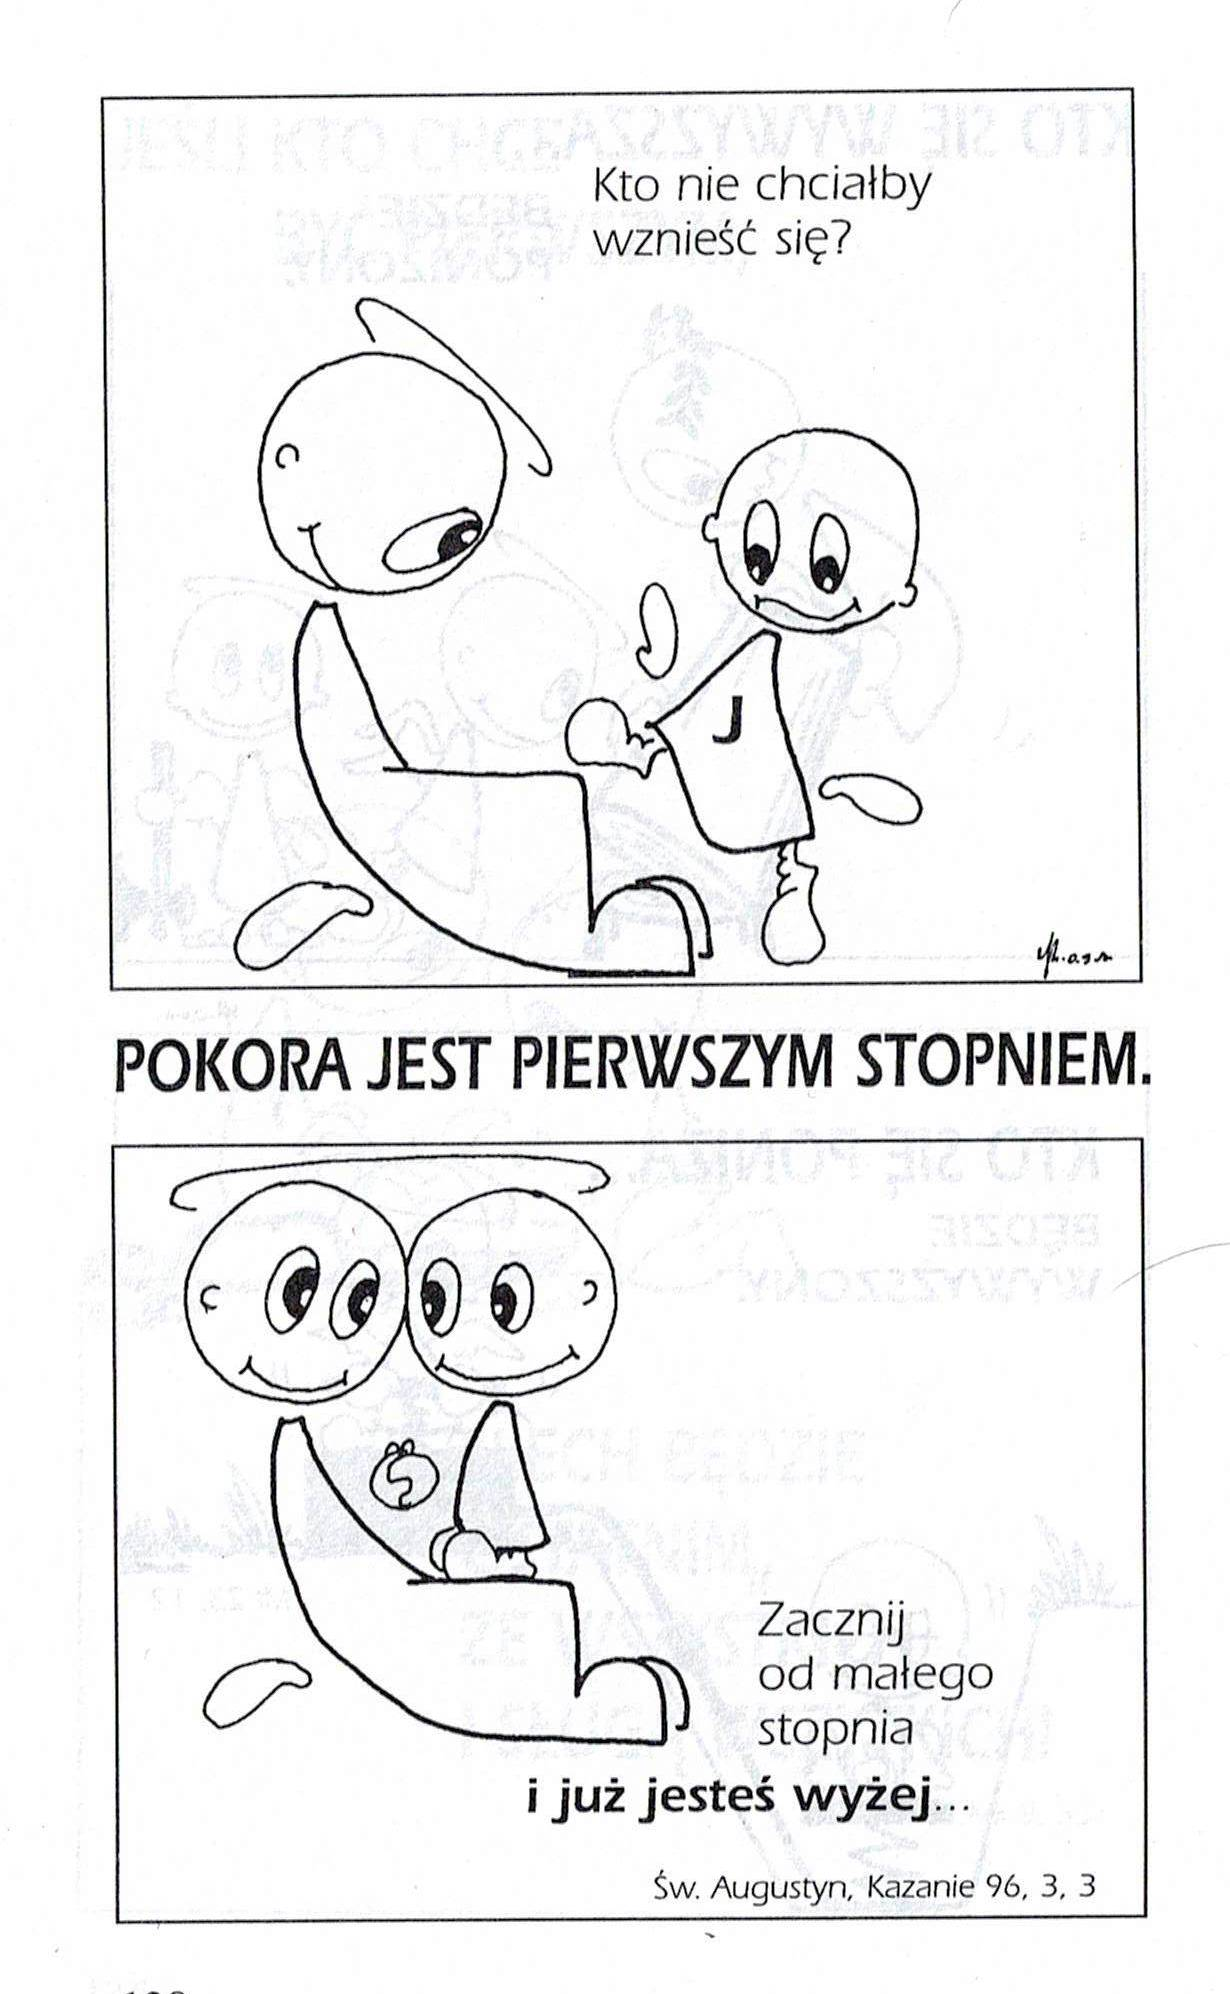 Kto nie chciałby
wznieść się?
J
POKORA JEST PIERWSZYM STOPNIEM.
Zacznij
od małego
stopnia
i już jesteś wyżej...
Św. Augustyn, Kazanie 96, 3, 3